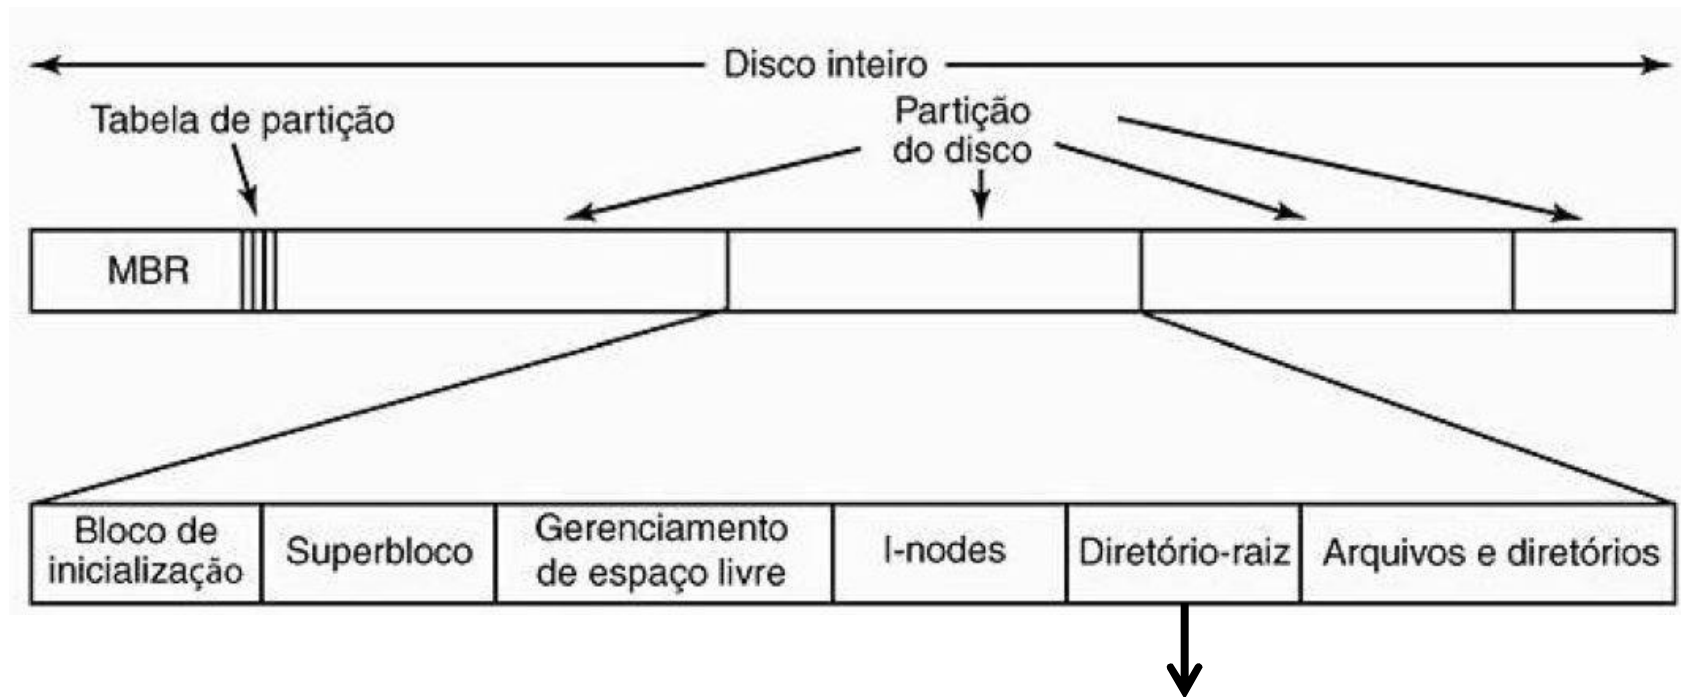 Disco inteiro
Tabela de partição
Partição
do disco
MBR
Bloco de
inicialização
Superbloco
Gerenciamento
de espaço livre
I-nodes
Diretório-raiz
Arquivos e diretórios